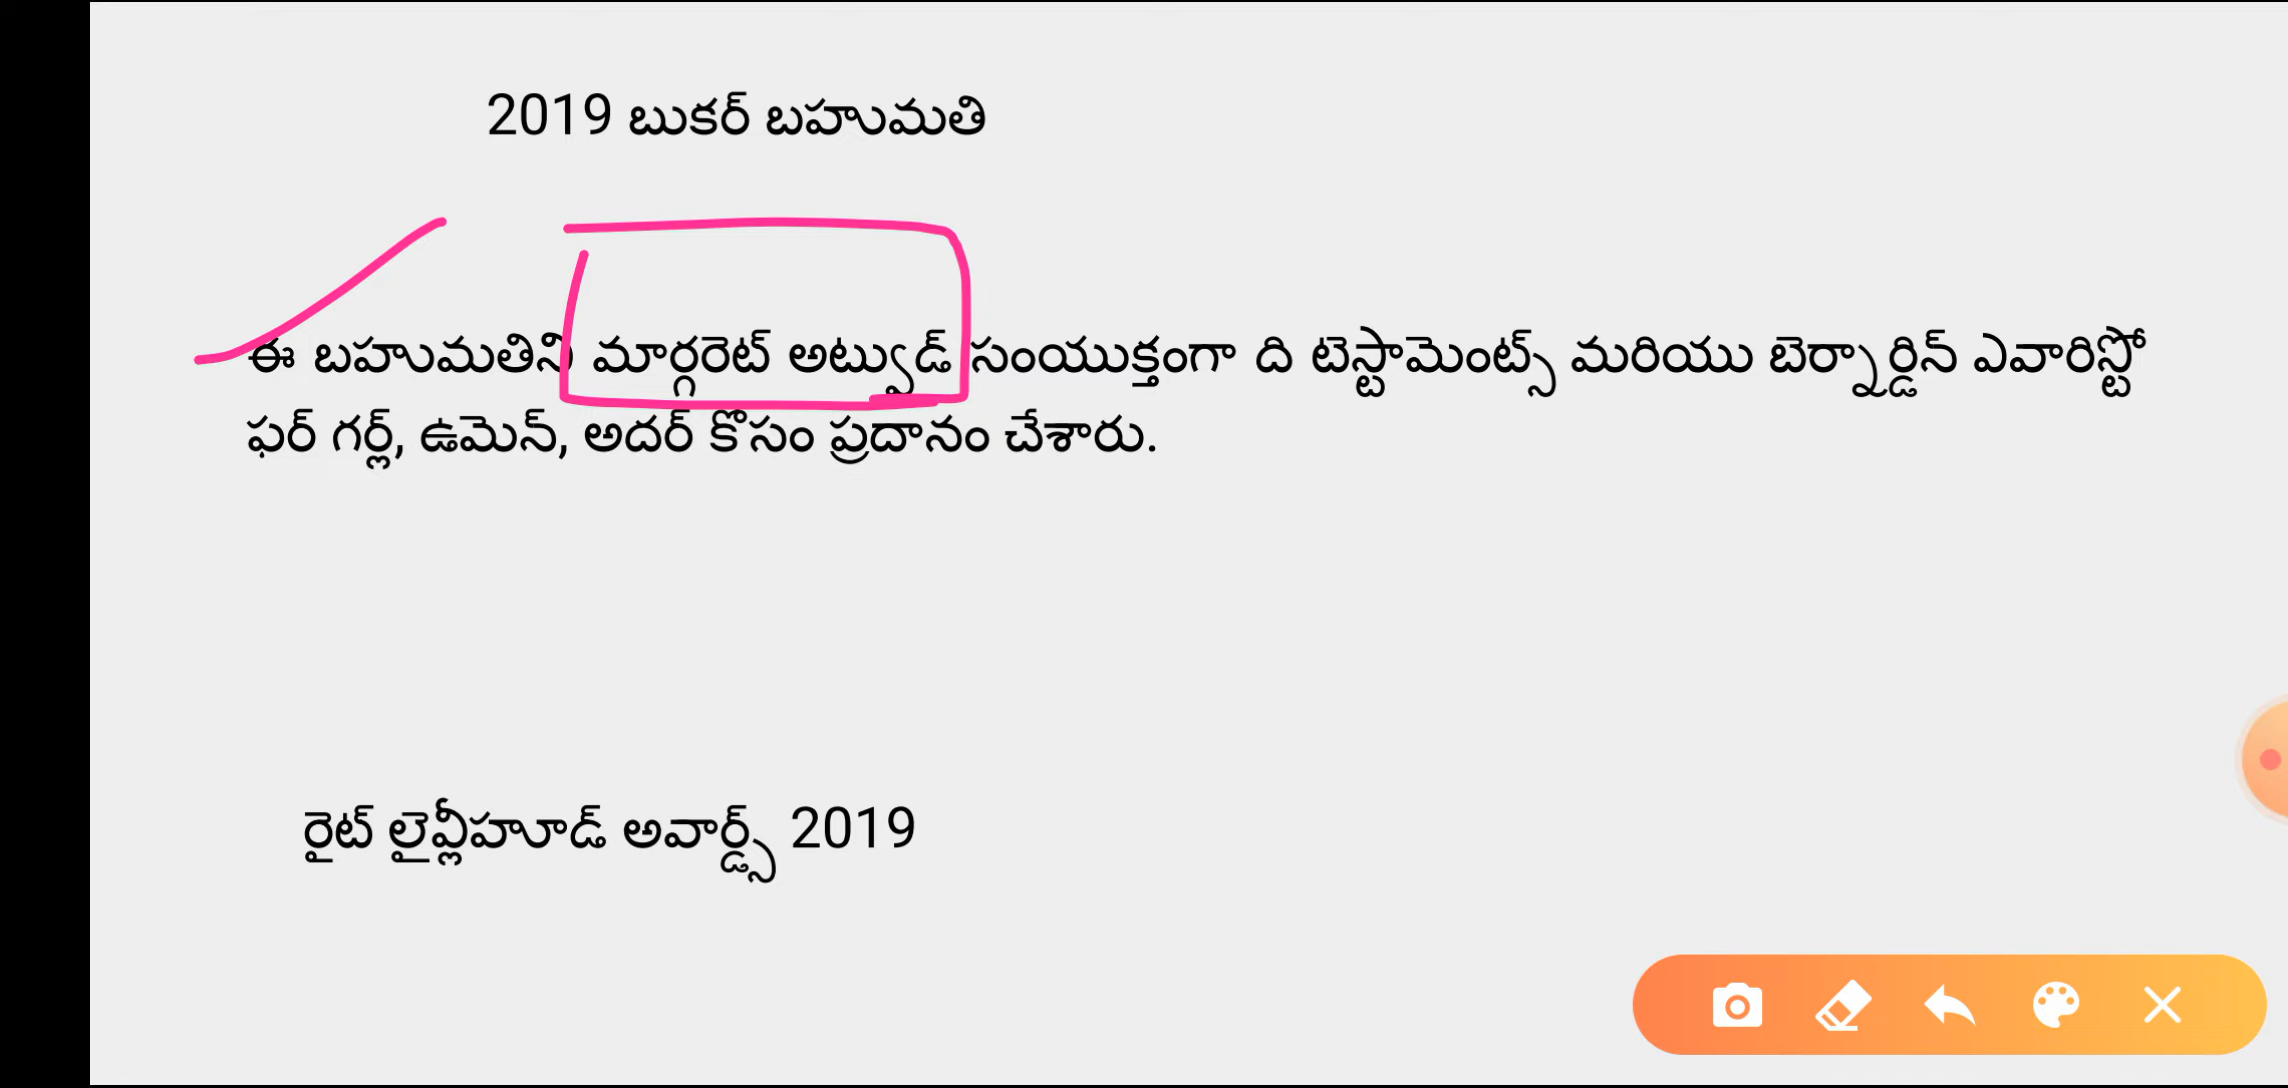 2019 బుకర్ బహుమతి
ఈ బహుమతిని మార్గరెట్ అట్వుడ్ సంయుక్తంగా ది టెస్టామెంట్స్ మరియు బెర్నార్డిన్ ఎవారిస్టో
ఫర్ గర్ల్, ఉమెన్, అదర్ కోసం ప్రదానం చేశారు.
రైట్ లైవ్లీహూడ్ అవార్డ్స్ 2019